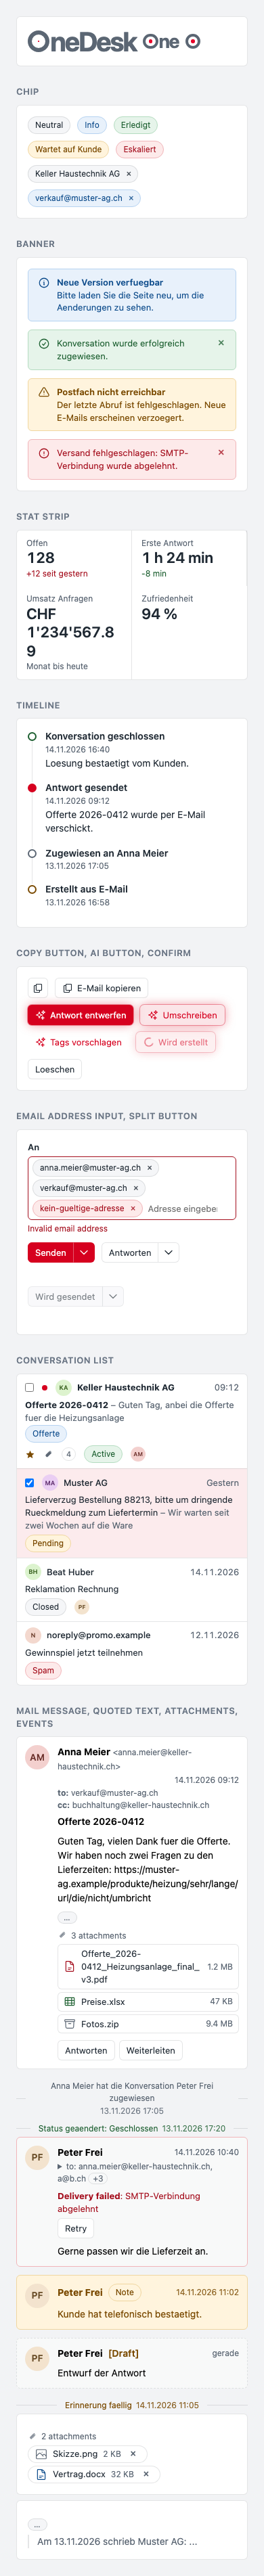 OneDesk One
CHIP
Neutral Info Erledigt
Wartet auf Kunde Eskaliert
Keller Haustechnik AG ×
verkauf@muster-ag.ch ×
BANNER
Neue Version verfuegbar
Bitte laden Sie die Seite neu, um die
Aenderungen zu sehen.
Konversation wurde erfolgreich ×
zugewiesen.
Postfach nicht erreichbar
Der letzte Abruf ist fehlgeschlagen. Neue
E-Mails erscheinen verzoegert.
Versand fehlgeschlagen: SMTP- ×
Verbindung wurde abgelehnt.
STAT STRIP
Offen
128
+12 seit gestern
Erste Antwort
1 h 24 min
-8 min
Umsatz Anfragen
CHF
1'234'567.8
9
Monat bis heute
Zufriedenheit
94 %
TIMELINE
Konversation geschlossen
14.11.2026 16:40
Loesung bestaetigt vom Kunden.
Antwort gesendet
14.11.2026 09:12
Offerte 2026-0412 wurde per E-Mail
verschickt.
Zugewiesen an Anna Meier
13.11.2026 17:05
Erstellt aus E-Mail
13.11.2026 16:58
COPY BUTTON, AI BUTTON, CONFIRM
E-Mail kopieren
Antwort entwerfen Umschreiben
Tags vorschlagen Wird erstellt
Loeschen
EMAIL ADDRESS INPUT, SPLIT BUTTON
An
anna.meier@muster-ag.ch ×
verkauf@muster-ag.ch ×
kein-gueltige-adresse × Adresse eingeben
Invalid email address
Senden Antworten
Wird gesendet
CONVERSATION LIST
KA Keller Haustechnik AG 09:12
Offerte 2026-0412 – Guten Tag, anbei die Offerte
fuer die Heizungsanlage
Offerte
4 Active AM
MA Muster AG Gestern
Lieferverzug Bestellung 88213, bitte um dringende
Rueckmeldung zum Liefertermin – Wir warten seit
zwei Wochen auf die Ware
Pending
BH Beat Huber 14.11.2026
Reklamation Rechnung
Closed PF
N noreply@promo.example 12.11.2026
Gewinnspiel jetzt teilnehmen
Spam
MAIL MESSAGE, QUOTED TEXT, ATTACHMENTS,
EVENTS
AM Anna Meier <anna.meier@keller-
haustechnik.ch>
14.11.2026 09:12
to: verkauf@muster-ag.ch
cc: buchhaltung@keller-haustechnik.ch
Offerte 2026-0412
Guten Tag, vielen Dank fuer die Offerte.
Wir haben noch zwei Fragen zu den
Lieferzeiten: https://muster-
ag.example/produkte/heizung/sehr/lange/
url/die/nicht/umbricht
...
3 attachments
Offerte_2026-
0412_Heizungsanlage_final_ 1.2 MB
v3.pdf
Preise.xlsx 47 KB
Fotos.zip 9.4 MB
Antworten Weiterleiten
Anna Meier hat die Konversation Peter Frei
zugewiesen
13.11.2026 17:05
Status geaendert: Geschlossen 13.11.2026 17:20
PF Peter Frei 14.11.2026 10:40
to: anna.meier@keller-haustechnik.ch,
a@b.ch +3
Delivery failed: SMTP-Verbindung
abgelehnt
Retry
Gerne passen wir die Lieferzeit an.
PF Peter Frei Note 14.11.2026 11:02
Kunde hat telefonisch bestaetigt.
PF Peter Frei [Draft] gerade
Entwurf der Antwort
Erinnerung faellig 14.11.2026 11:05
2 attachments
Skizze.png 2 KB ×
Vertrag.docx 32 KB ×
...
Am 13.11.2026 schrieb Muster AG: ...